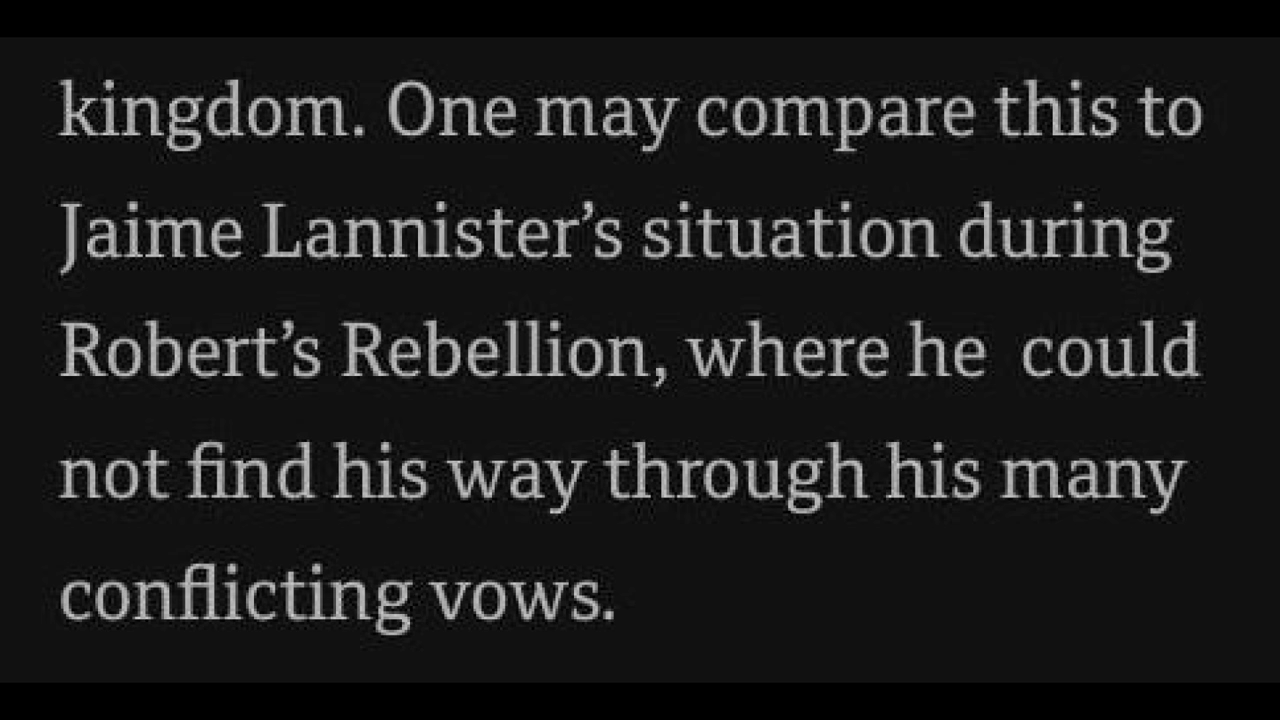 kingdom. One may compare this to
Jaime Lannister’s situation during
Robert’s Rebellion, where he  could
not find his way through his many
conflicting vows.